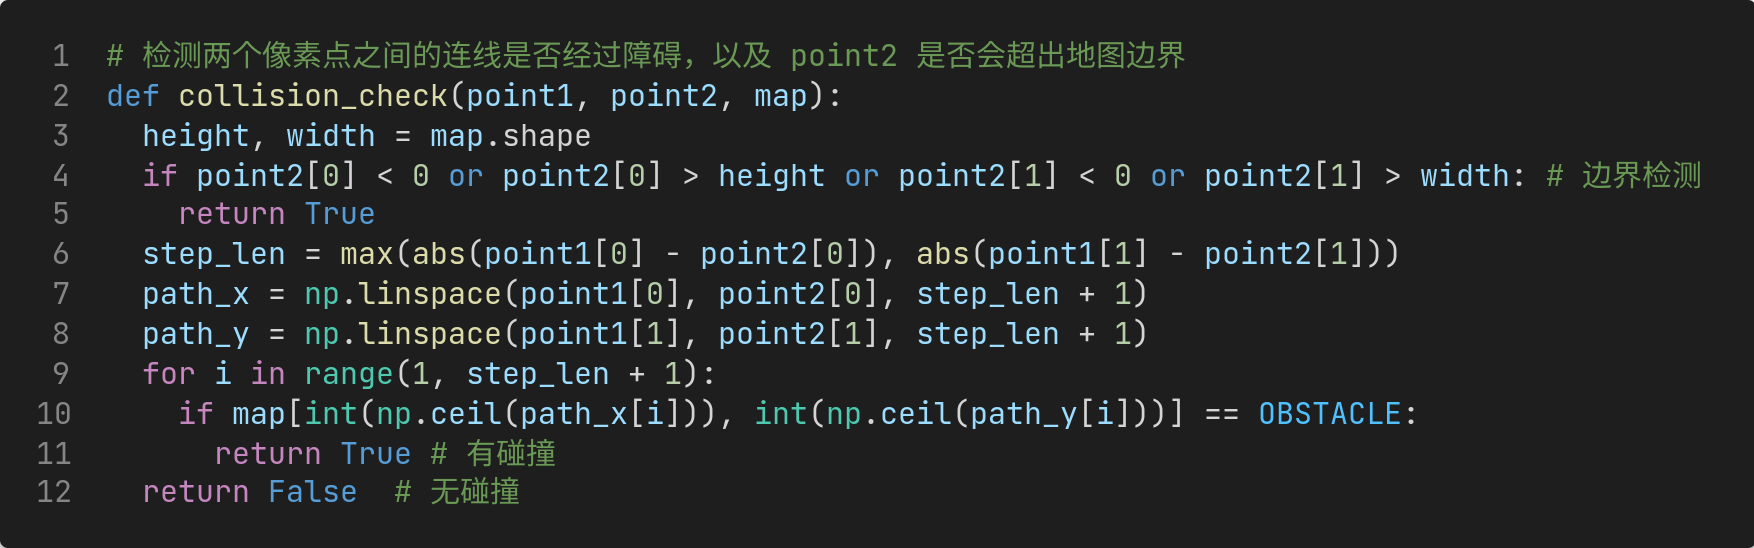 1 # 检测两个像素点之间的连线是否经过障碍，以及 point2 是否会超出地图边界
2 def collision_check(point1, point2, map):
3   height, width = map.shape
4   if point2[0] < 0 or point2[0] > height or point2[1] < 0 or point2[1] > width: # 边界检测
5     return True
6   step_len = max(abs(point1[0] - point2[0]), abs(point1[1] - point2[1]))
7   path_x = np.linspace(point1[0], point2[0], step_len + 1)
8   path_y = np.linspace(point1[1], point2[1], step_len + 1)
9   for i in range(1, step_len + 1):
10     if map[int(np.ceil(path_x[i])), int(np.ceil(path_y[i]))] == OBSTACLE:
11       return True # 有碰撞
12   return False  # 无碰撞